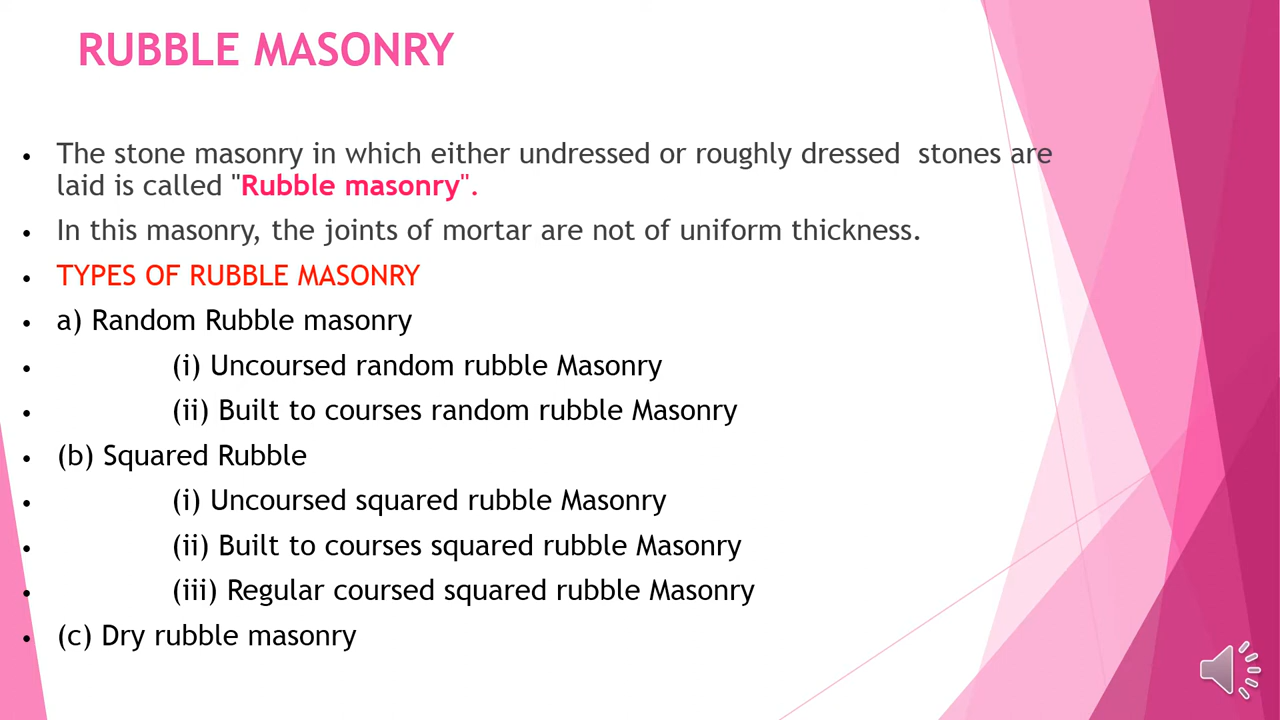 RUBBLE MASONRY
• The stone masonry in which either undressed or roughly dressed  stones are
laid is called "Rubble masonry".
• In this masonry, the joints of mortar are not of uniform thickness.
• TYPES OF RUBBLE MASONRY
• a) Random Rubble masonry
• (i) Uncoursed random rubble Masonry
• (ii) Built to courses random rubble Masonry
• (b) Squared Rubble
• (i) Uncoursed squared rubble Masonry
• (ii) Built to courses squared rubble Masonry
• (iii) Regular coursed squared rubble Masonry
• (c) Dry rubble masonry